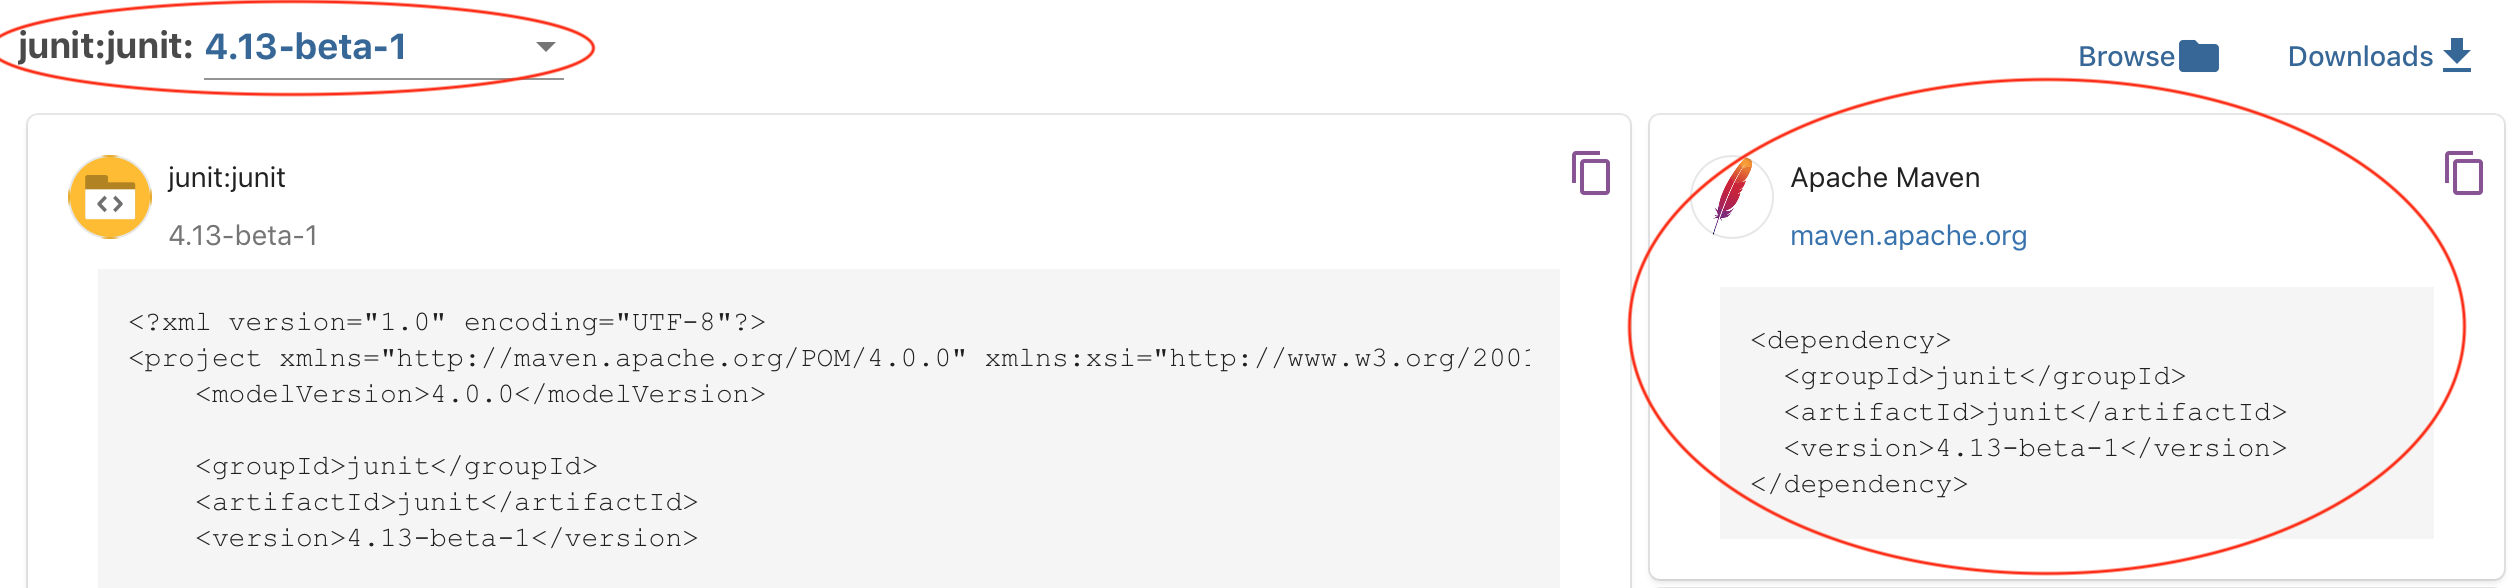 junit:junit: 4.13-beta-1
Browse
Downloads
junit:junit
4.13-beta-1
<?xml version="1.0" encoding="UTF-8"?>
<project xmlns="http://maven.apache.org/POM/4.0.0" xmlns:xsi="http://www.w3.org/2001
<modelVersion>4.0.0</modelVersion>
<groupId>junit</groupId>
<artifactId>junit</artifactId>
<version>4.13-beta-1</version>
Apache Maven
maven.apache.org
<dependency>
<groupId>junit</groupId>
<artifactId>junit</artifactId>
<version>4.13-beta-1</version>
</dependency>